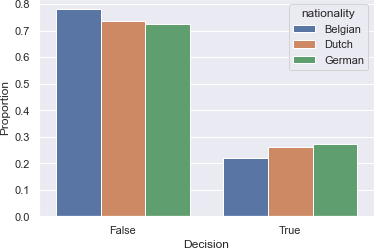 0.8
0.7
0.6
0.5
0.4
0.3
0.2
0.1
0.0
Proportion
nationality
Belgian
Dutch
German
False
True
Decision